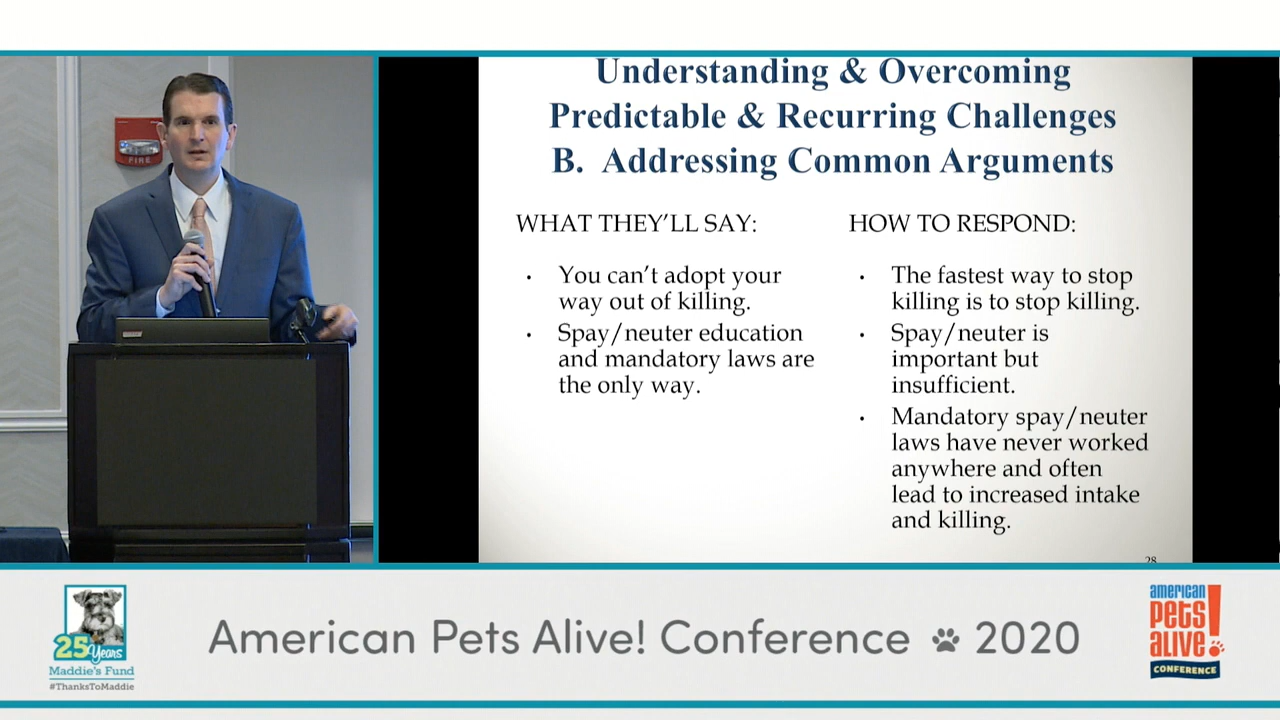 FIRE
Understanding & Overcoming
Predictable & Recurring Challenges
B. Addressing Common Arguments
WHAT THEY'LL SAY:
• You can't adopt your
way out of killing.
• Spay/neuter education
and mandatory laws are
the only way.
HOW TO RESPOND:
• The fastest way to stop
killing is to stop killing.
• Spay/neuter is
important but
insufficient.
• Mandatory spay/neuter
laws have never worked
anywhere and often
lead to increased intake
and killing.
28
25 Years
Maddie's Fund
#ThanksToMaddie
American Pets Alive! Conference 2020
american
PETS
ALIVE!
CONFERENCE